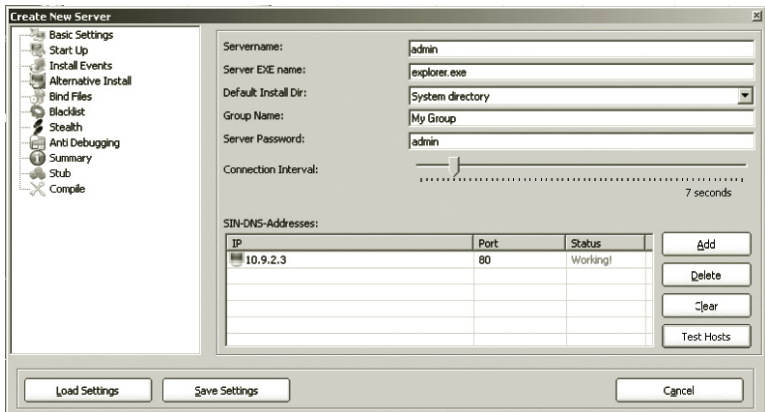 Create New Server
Basic Settings
Start Up
Install Events
Alternative Install
Bind Files
Blacklist
Stealth
Anti Debugging
Summary
Stub
Compile
Servername: admin
Server EXE name: explorer.exe
Default Install Dir: System directory
Group Name: My Group
Server Password: admin
Connection Interval:
7 seconds
SIN-DNS-Addresses:
IP Port Status
10.9.2.3 80 Working!
Add
Delete
Clear
Test Hosts
Load Settings Save Settings Cancel